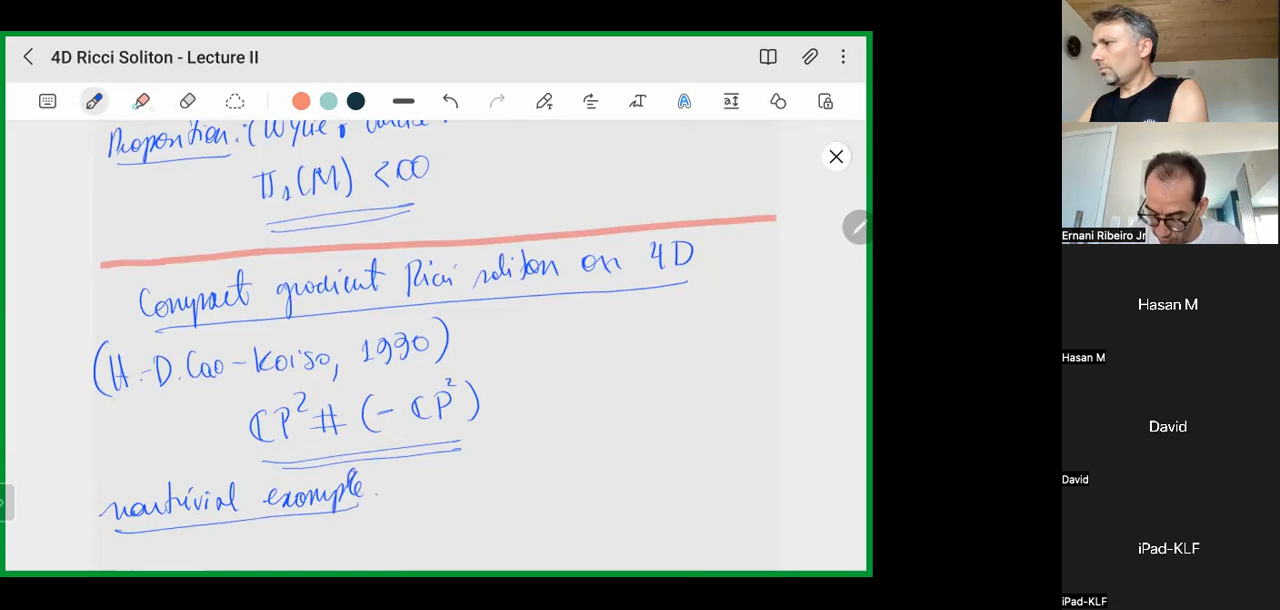 4D Ricci Soliton - Lecture II
Proposition: (Wylie
π₁(M) < ∞
Compact gradient Ricci soliton on 4D
(H.-D. Cao - Koiso, 1990)
ℂP² # (- ℂP²)
nontrivial example.
Ernani Ribeiro Jr
Hasan M
Hasan M
David
David
iPad-KLF
iPad-KLF